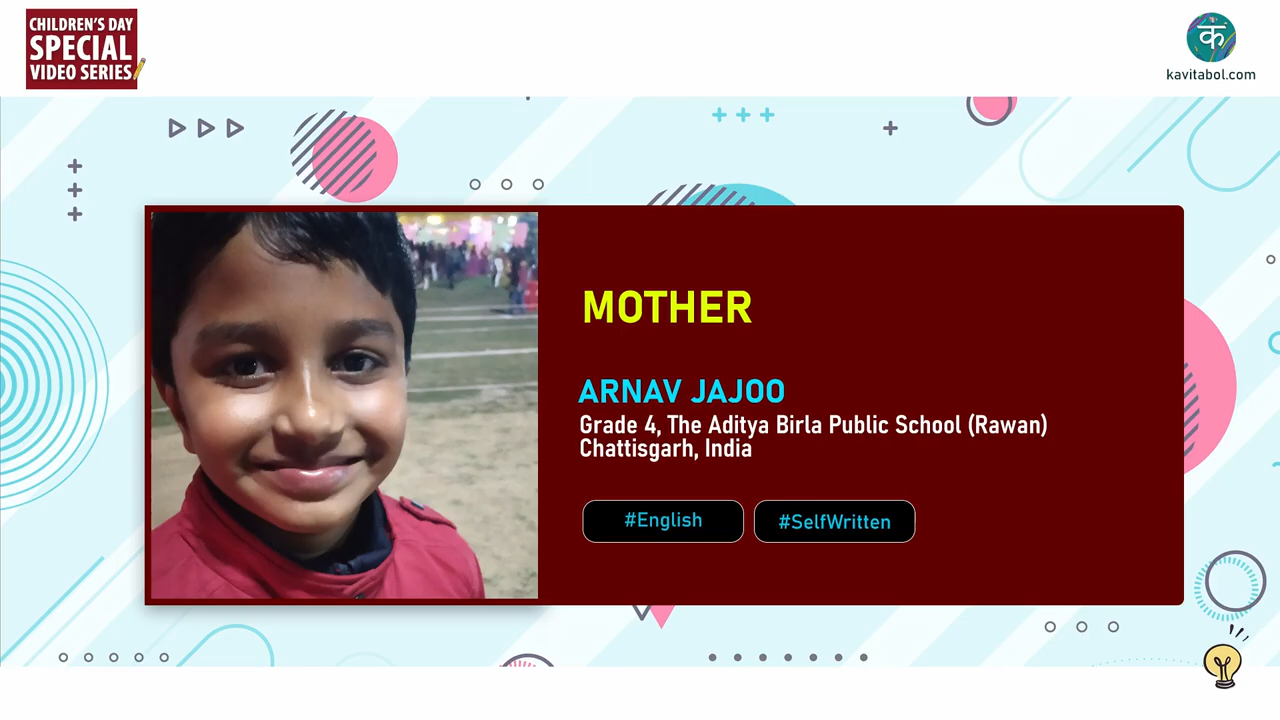 CHILDREN'S DAY
SPECIAL
VIDEO SERIES
क
kavitabol.com
MOTHER
ARNAV JAJOO
Grade 4, The Aditya Birla Public School (Rawan)
Chattisgarh, India
#English
#SelfWritten